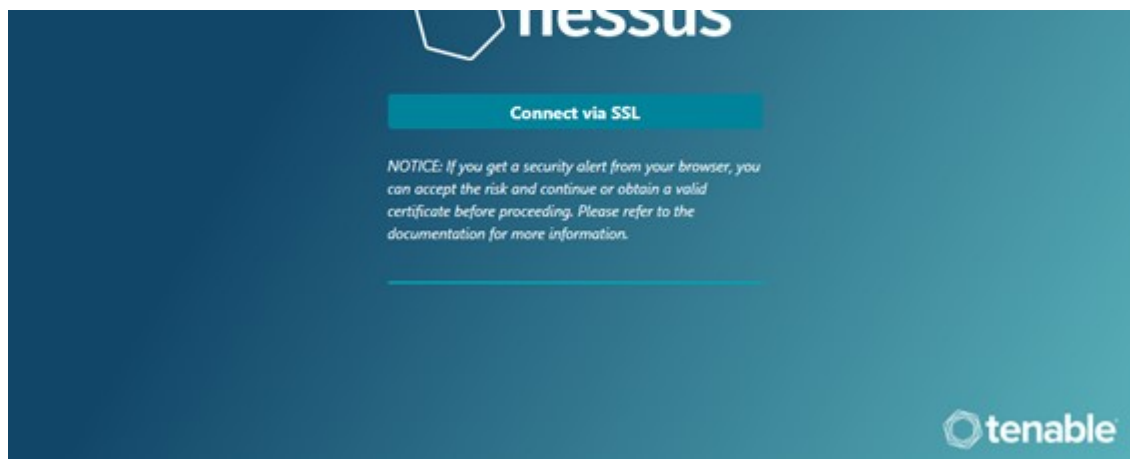 nessus
Connect via SSL
NOTICE: If you get a security alert from your browser, you
can accept the risk and continue or obtain a valid
certificate before proceeding. Please refer to the
documentation for more information.
tenable